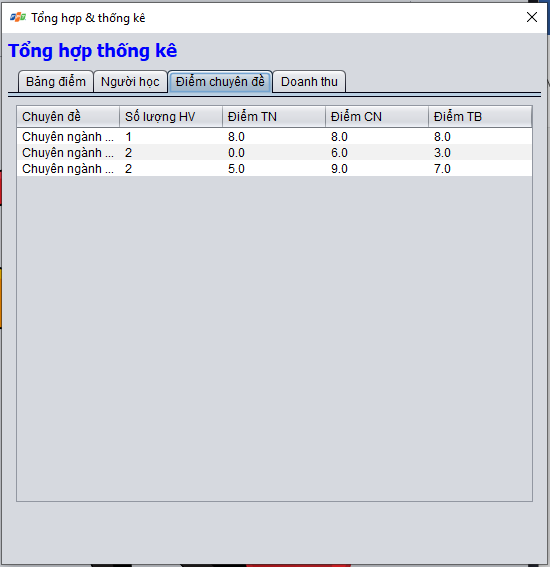 Tổng hợp & thống kê
Tổng hợp thống kê
Bảng điểm Người học Điểm chuyên đề Doanh thu
Chuyên đề Số lượng HV Điểm TN Điểm CN Điểm TB
Chuyên ngành ... 1 8.0 8.0 8.0
Chuyên ngành ... 2 0.0 6.0 3.0
Chuyên ngành ... 2 5.0 9.0 7.0